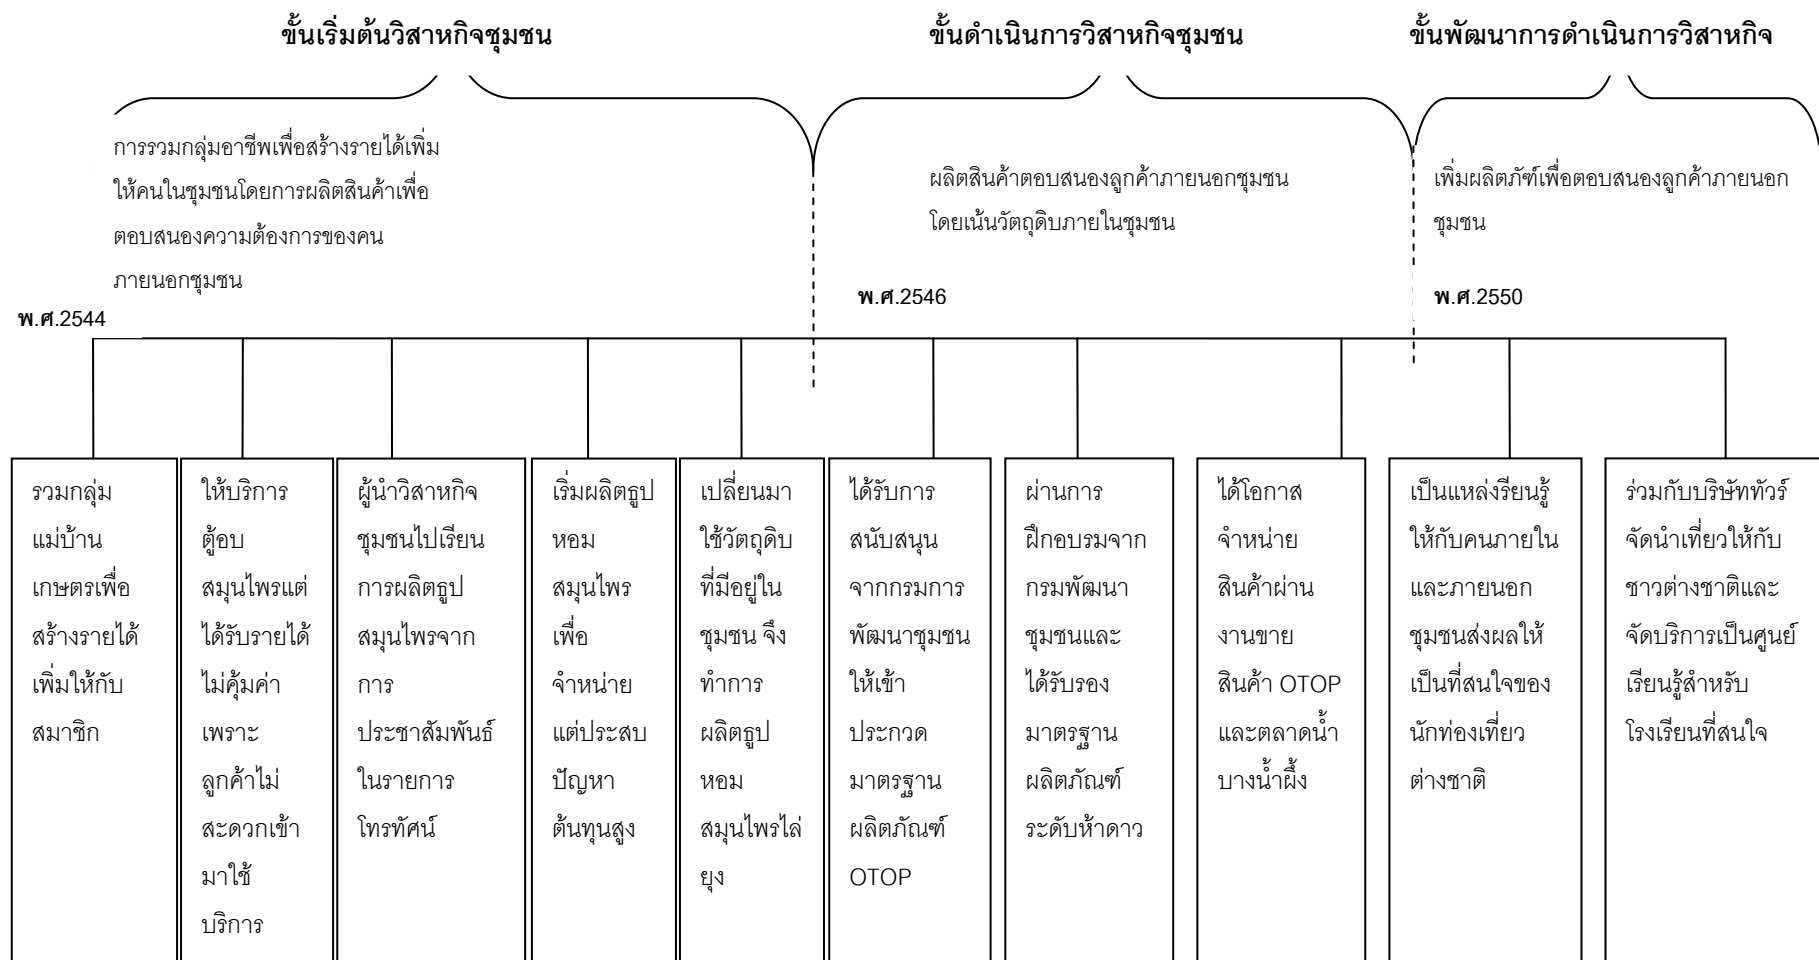 ขั้นเริ่มต้นวิสาหกิจชุมชน
ขั้นดำเนินการวิสาหกิจชุมชน
ขั้นพัฒนาการดำเนินการวิสาหกิจ
การรวมกลุ่มอาชีพเพื่อสร้างรายได้เพิ่ม
ให้คนในชุมชนโดยการผลิตสินค้าเพื่อ
ตอบสนองความต้องการของคน
ภายนอกชุมชน
ผลิตสินค้าตอบสนองลูกค้าภายนอกชุมชน
โดยเน้นวัตถุดิบภายในชุมชน
เพิ่มผลิตภัฑ์เพื่อตอบสนองลูกค้าภายนอก
ชุมชน
พ.ศ.2544
พ.ศ.2546
พ.ศ.2550
รวมกลุ่ม
แม่บ้าน
เกษตรเพื่อ
สร้างรายได้
เพิ่มให้กับ
สมาชิก
ให้บริการ
ตู้อบ
สมุนไพรแต่
ได้รับรายได้
ไม่คุ้มค่า
เพราะ
ลูกค้าไม่
สะดวกเข้า
มาใช้
บริการ
ผู้นำวิสาหกิจ
ชุมชนไปเรียน
การผลิตธูป
สมุนไพรจาก
การ
ประชาสัมพันธ์
ในรายการ
โทรทัศน์
เริ่มผลิตธูป
หอม
สมุนไพร
เพื่อ
จำหน่าย
แต่ประสบ
ปัญหา
ต้นทุนสูง
เปลี่ยนมา
ใช้วัตถุดิบ
ที่มีอยู่ใน
ชุมชน จึง
ทำการ
ผลิตธูป
หอม
สมุนไพรไล่
ยุง
ได้รับการ
สนับสนุน
จากกรมการ
พัฒนาชุมชน
ให้เข้า
ประกวด
มาตรฐาน
ผลิตภัณฑ์
OTOP
ผ่านการ
ฝึกอบรมจาก
กรมพัฒนา
ชุมชนและ
ได้รับรอง
มาตรฐาน
ผลิตภัณฑ์
ระดับห้าดาว
ได้โอกาส
จำหน่าย
สินค้าผ่าน
งานขาย
สินค้า OTOP
และตลาดน้ำ
บางน้ำผึ้ง
เป็นแหล่งรียนรู้
ให้กับคนภายใน
และภายนอก
ชุมชนส่งผลให้
เป็นที่สนใจของ
นักท่องเที่ยว
ต่างชาติ
ร่วมกับบริษัททัวร์
จัดนำเที่ยวให้กับ
ชาวต่างชาติและ
จัดบริการเป็นศูนย์
เรียนรู้สำหรับ
โรงเรียนที่สนใจ